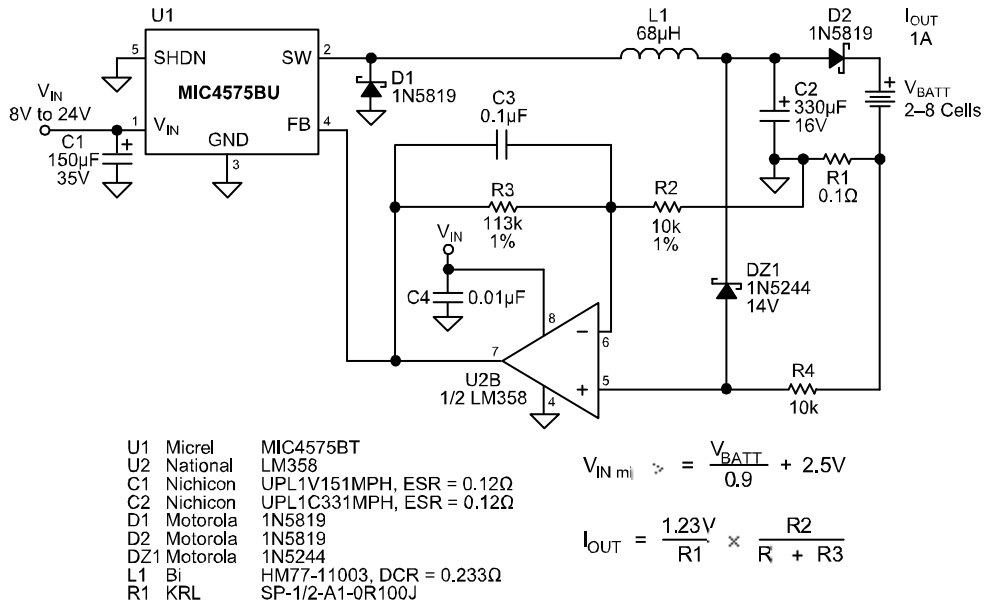 U1
5
SHDN
SW
2
MIC4575BU
V_IN
8V to 24V
1
V_IN
FB
4
GND
3
C1
150µF
35V
D1
1N5819
L1
68µH
D2
1N5819
I_OUT
1A
C2
330µF
16V
V_BATT
2–8 Cells
C3
0.1µF
R3
113k
1%
R2
10k
1%
R1
0.1Ω
V_IN
C4
0.01µF
DZ1
1N5244
14V
8
7
6
5
4
U2B
1/2 LM358
R4
10k
U1 Micrel MIC4575BT
U2 National LM358
C1 Nichicon UPL1V151MPH, ESR = 0.12Ω
C2 Nichicon UPL1C331MPH, ESR = 0.12Ω
D1 Motorola 1N5819
D2 Motorola 1N5819
DZ1 Motorola 1N5244
L1 Bi HM77-11003, DCR = 0.233Ω
R1 KRL SP-1/2-A1-0R100J
V_IN = V_BATT / 0.9 + 2.5V
I_OUT = 1.23V / R1 × R2 / R + R3